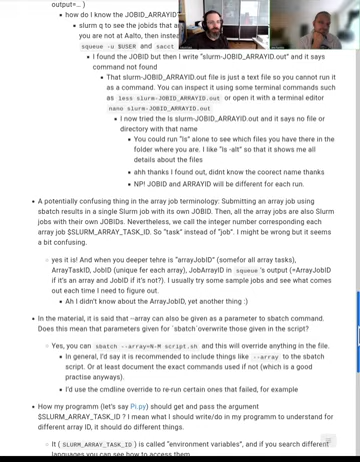 output=... )
how do I know the JOBID_ARRAYID
slurm q to see the jobids that ar
you are not at Aalto, then instea
squeue -u $USER and sacct
I found the JOBID but then I write "slurm-JOBID_ARRAYID.out" and it says
command not found
That slurm-JOBID_ARRAYID.out file is just a text file so you cannot run it
as a command. You can inspect it using some terminal commands such
as less slurm-JOBID_ARRAYID.out or open it with a terminal editor
nano slurm-JOBID_ARRAYID.out
I now tried the ls slurm-JOBID_ARRAYID.out and it says no file or
directory with that name
You could run "ls" alone to see which files you have there in the
folder where you are. I like "ls -alt" so that it shows me all
details about the files
ahh thanks I found out, didnt know the coorect name thanks
NP! JOBID and ARRAYID will be different for each run.
A potentially confusing thing in the array job terminology: Submitting an array job using
sbatch results in a single Slurm job with its own JOBID. Then, all the array jobs are also Slurm
jobs with their own JOBIDs. Nevertheless, we call the integer number corresponding each
array job $SLURM_ARRAY_TASK_ID. So "task" instead of "job". I might be wrong but it seems
a bit confusing.
yes it is! And when you deeper tehre is "arrayJobID" (somefor all array tasks),
ArrayTaskID, JobID (unique fer each array), JobArrayID in squeue 's output (=ArrayJobID
if it's an array and JobID if it's not?). I usually try some sample jobs and see what comes
out each time I need to figure out.
Ah I didn't know about the ArrayJobID, yet another thing :)
In the material, it is said that --array can also be given as a parameter to sbatch command.
Does this mean that parameters given for `sbatch`overwrite those given in the script?
Yes, you can sbatch --array=N-M script.sh and this will override anything in the file.
In general, I'd say it is recommended to include things like --array to the sbatch
script. Or at least document the exact commands used if not (which is a good
practise anyways).
I'd use the cmdline override to re-run certain ones that failed, for example
How my programm (let's say Pi.py) should get and pass the argument
$SLURM_ARRAY_TASK_ID ? I mean what I should write/do in my programm to understand for
different array ID, it should do different things.
It ( SLURM_ARRAY_TASK_ID ) is called "environment variables", and if you search different
languages you can see how to access them